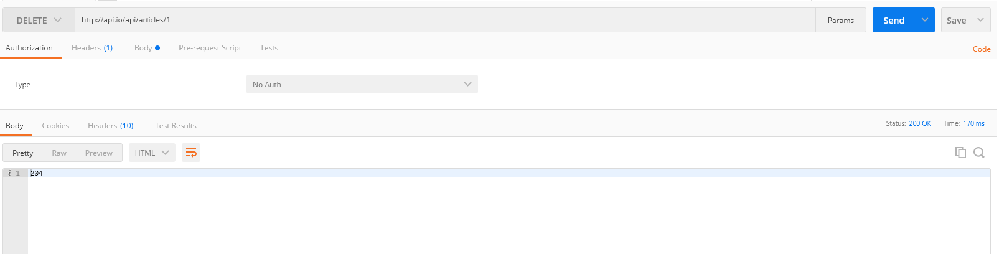 DELETE http://api.io/api/articles/1 Params Send Save
Authorization Headers (1) Body Pre-request Script Tests Code
Type No Auth
Body Cookies Headers (10) Test Results Status: 200 OK Time: 170 ms
Pretty Raw Preview HTML
i 1 204